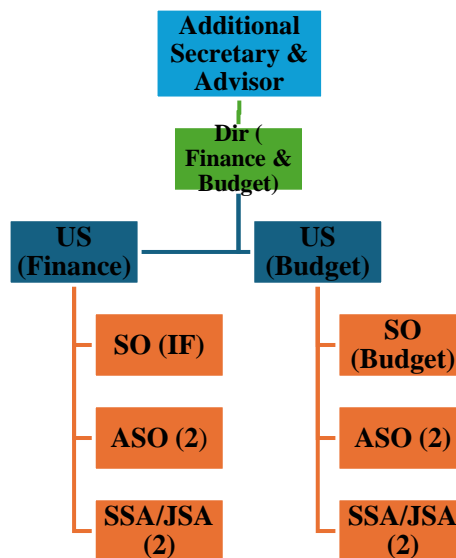 Additional
Secretary &
Advisor
Dir (
Finance &
Budget)
US
(Finance)
US
(Budget)
SO (IF)
SO
(Budget)
ASO (2)
ASO (2)
SSA/JSA
(2)
SSA/JSA
(2)